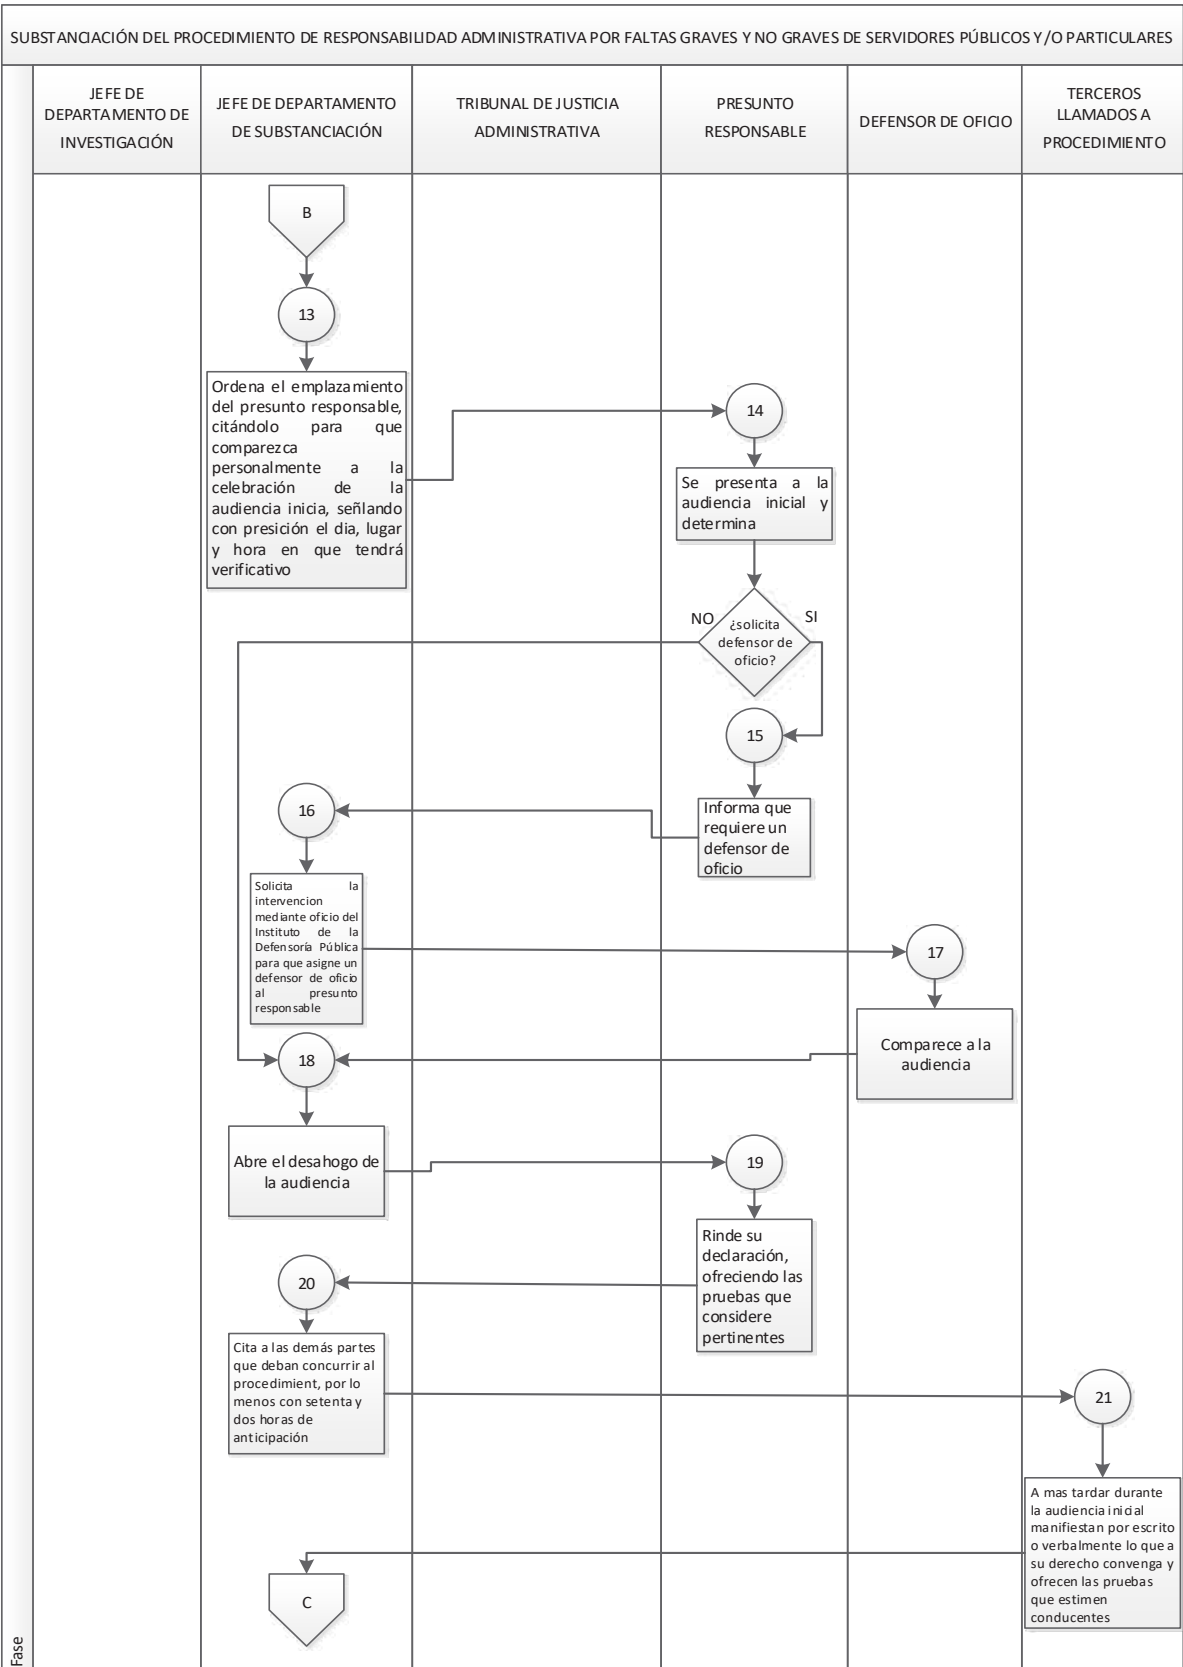 SUBSTANCIACIÓN DEL PROCEDIMIENTO DE RESPONSABILIDAD ADMINISTRATIVA POR FALTAS GRAVES Y NO GRAVES DE SERVIDORES PÚBLICOS Y/O PARTICULARES
JEFE DE
DEPARTAMENTO DE
INVESTIGACIÓN
JEFE DE DEPARTAMENTO
DE SUBSTANCIACIÓN
TRIBUNAL DE JUSTICIA
ADMINISTRATIVA
PRESUNTO
RESPONSABLE
DEFENSOR DE OFICIO
TERCEROS
LLAMADOS A
PROCEDIMIENTO
B
13
Ordena el emplazamiento
del presunto responsable,
citándolo para que
comparezca
personalmente a la
celebración de la
audiencia inicia, señlando
con presición el dia, lugar
y hora en que tendrá
verificativo
14
Se presenta a la
audiencia inicial y
determina
NO
¿solicita
defensor de
oficio?
SI
15
Informa que
requiere un
defensor de
oficio
16
Solicita la
intervencion
mediante oficio del
Instituto de la
Defensoría Pública
para que asigne un
defensor de oficio
al presunto
responsable
17
Comparece a la
audiencia
18
Abre el desahogo de
la audiencia
19
Rinde su
declaración,
ofreciendo las
pruebas que
considere
pertinentes
20
Cita a las demás partes
que deban concurrir al
procedimient, por lo
menos con setenta y
dos horas de
anticipación
21
A mas tardar durante
la audiencia inicial
manifiestan por escrito
o verbalmente lo que a
su derecho convenga y
ofrecen las pruebas
que estimen
conducentes
C
Fase